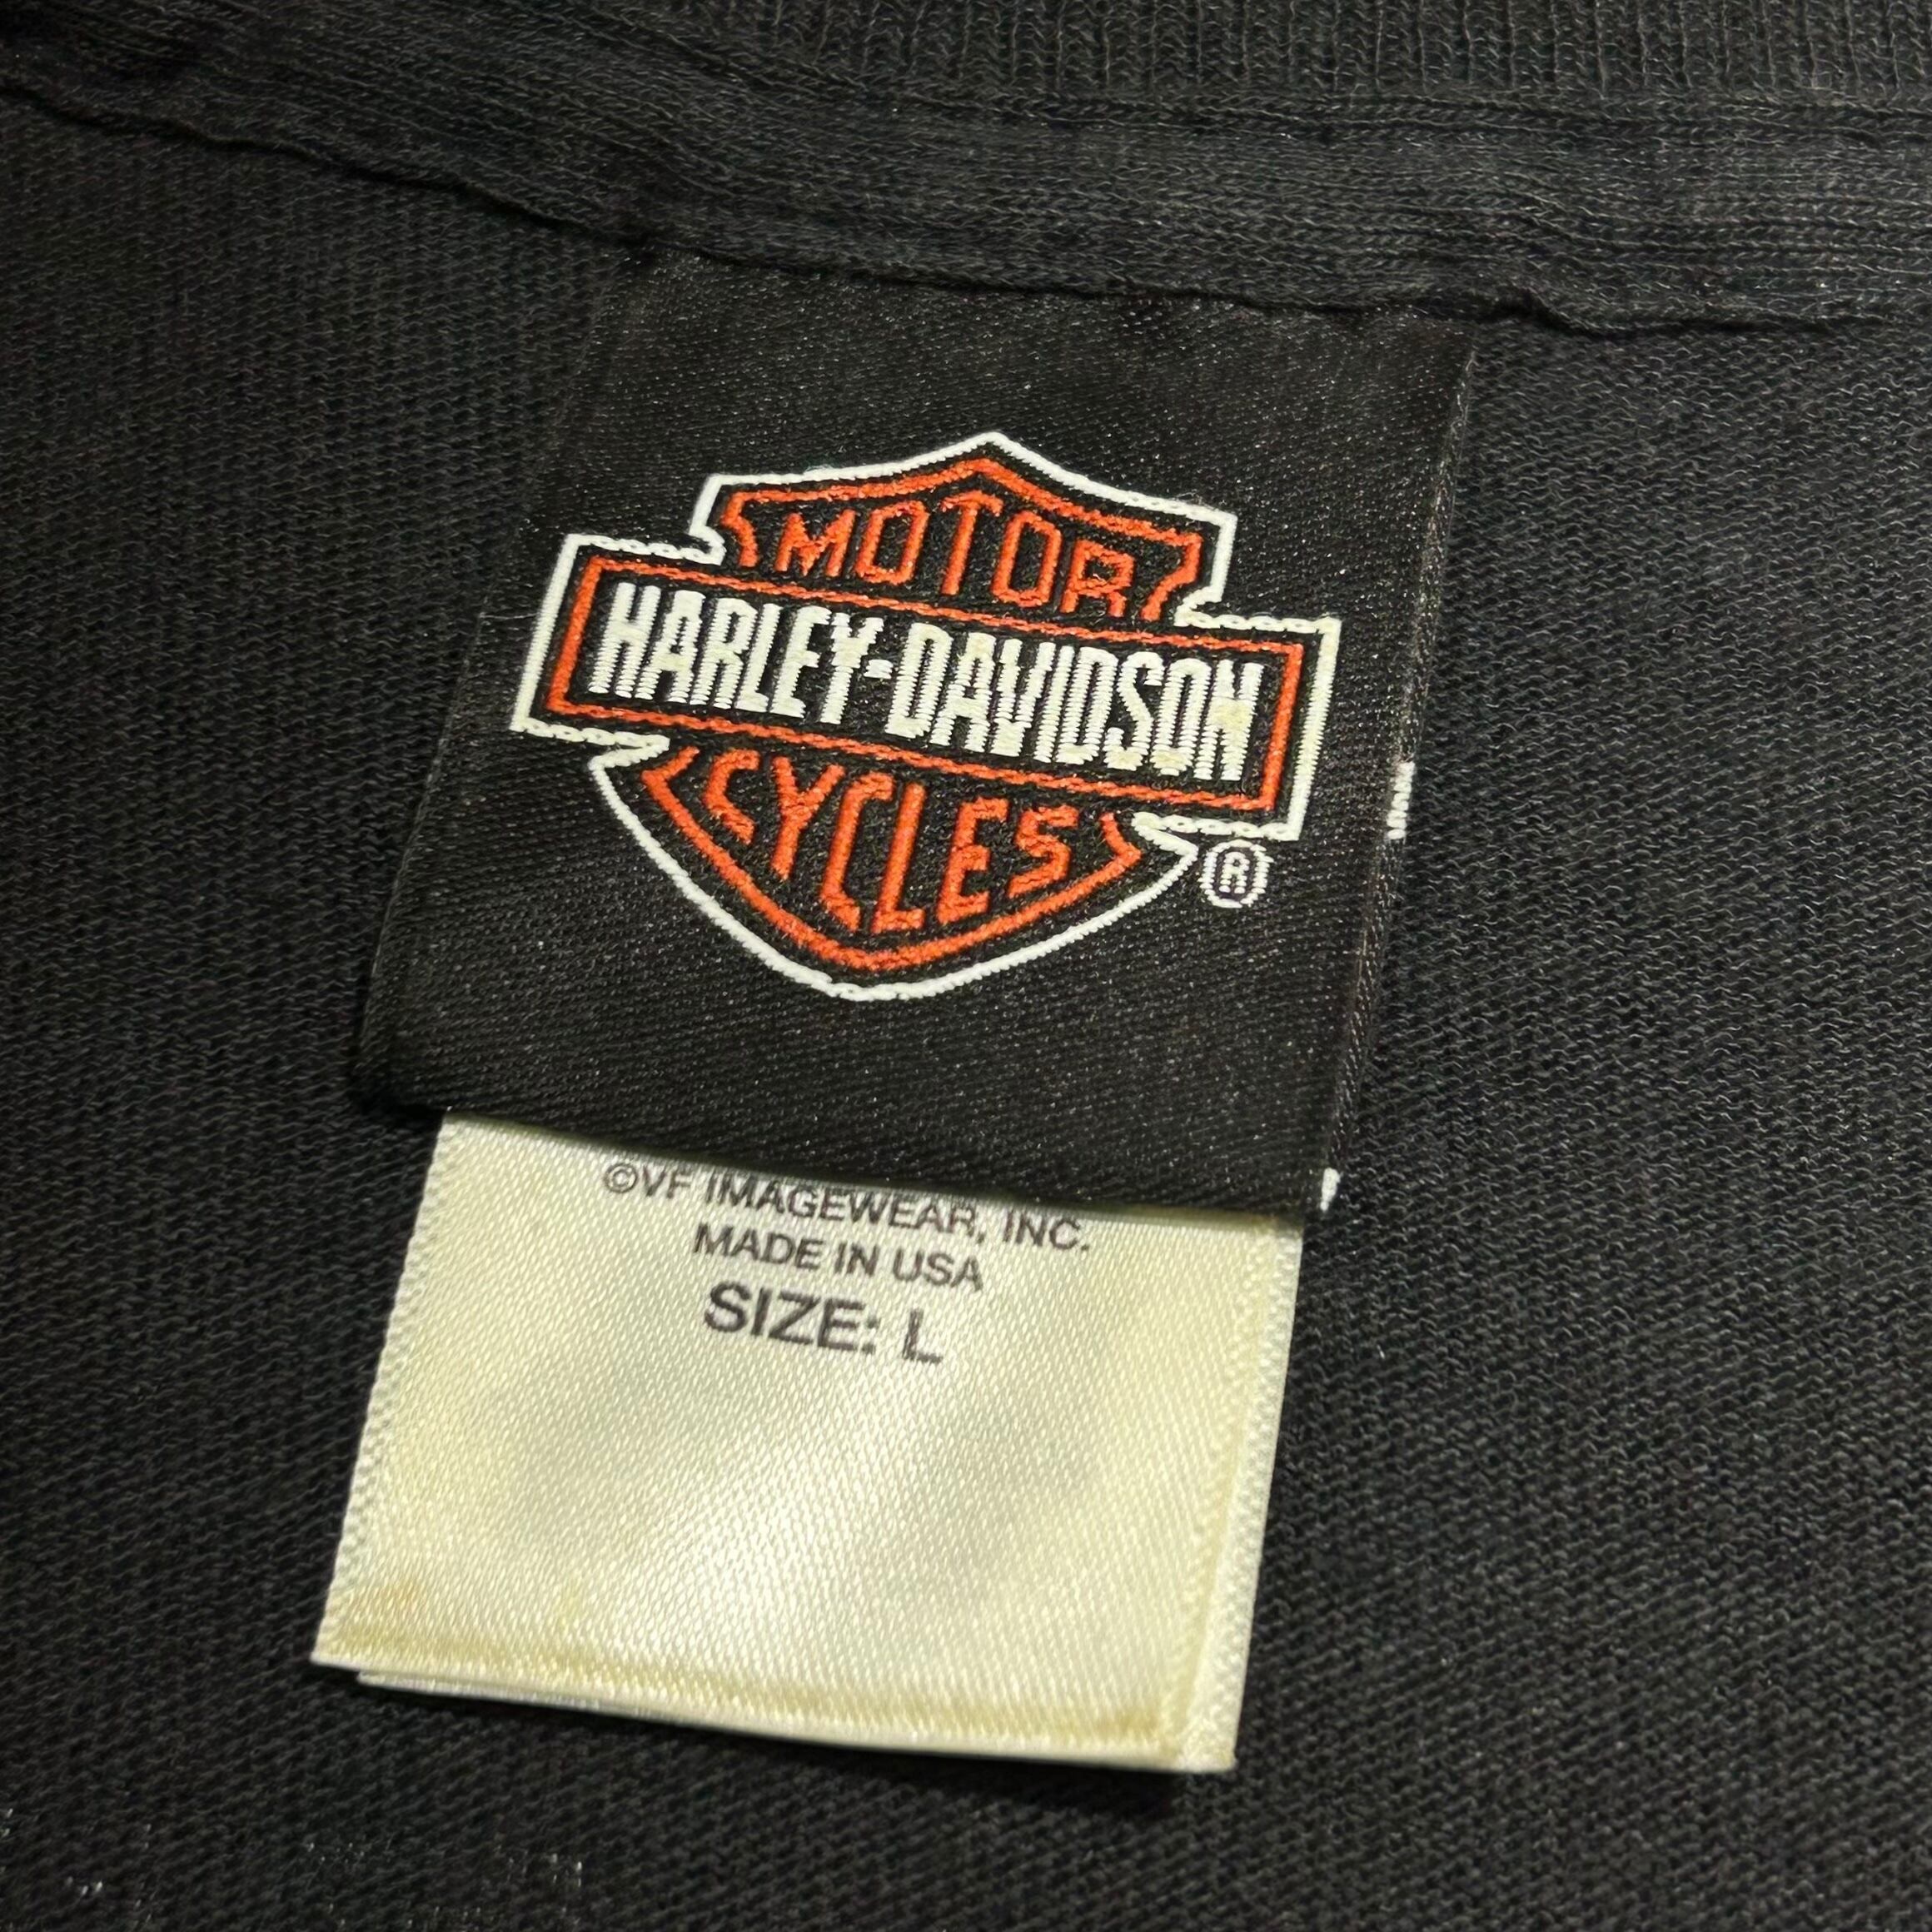 MOTOR
HARLEY-DAVIDSON
CYCLES
®
©VF IMAGEWEAR, INC.
MADE IN USA
SIZE: L